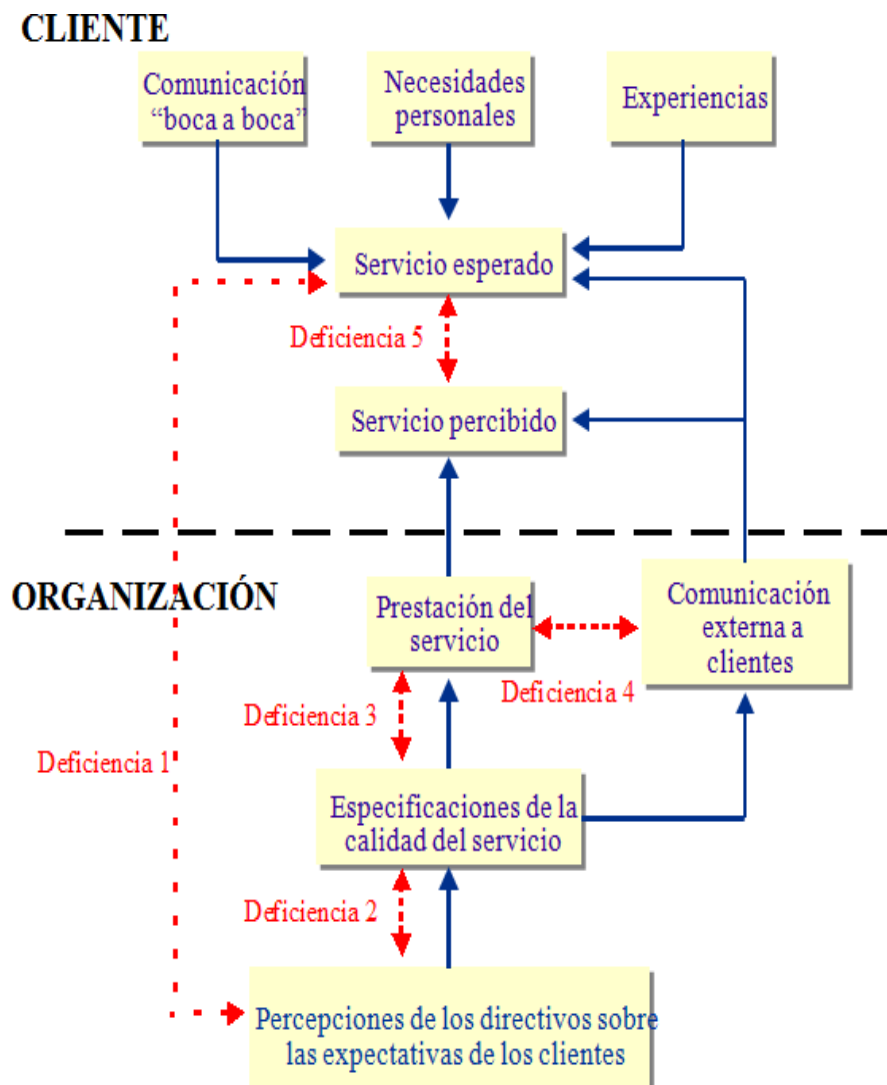 CLIENTE
Comunicación
“boca a boca”
Necesidades
personales
Experiencias
Servicio esperado
Deficiencia 5
Servicio percibido
ORGANIZACIÓN
Prestación del
servicio
Comunicación
externa a
clientes
Deficiencia 4
Deficiencia 3
Deficiencia 1
Especificaciones de la
calidad del servicio
Deficiencia 2
Percepciones de los directivos sobre
las expectativas de los clientes